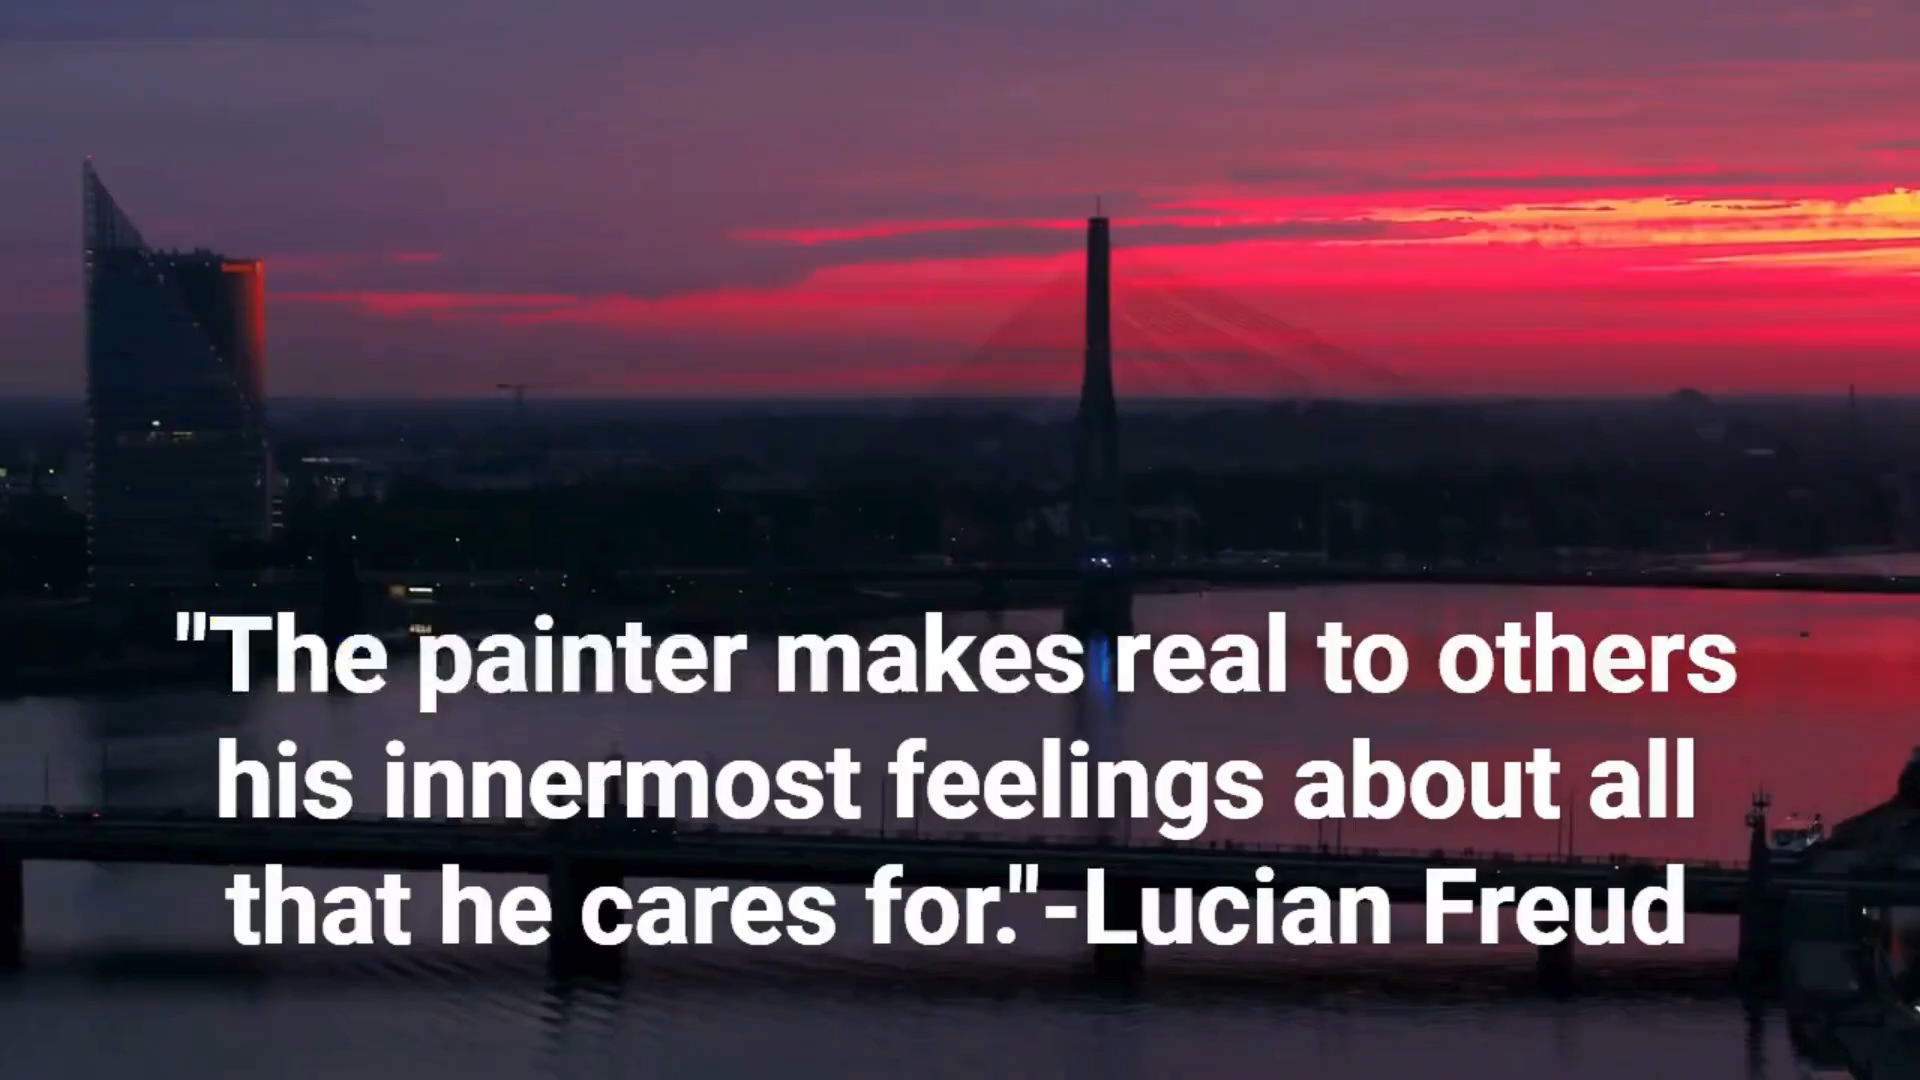 "The painter makes real to others
his innermost feelings about all
that he cares for."-Lucian Freud